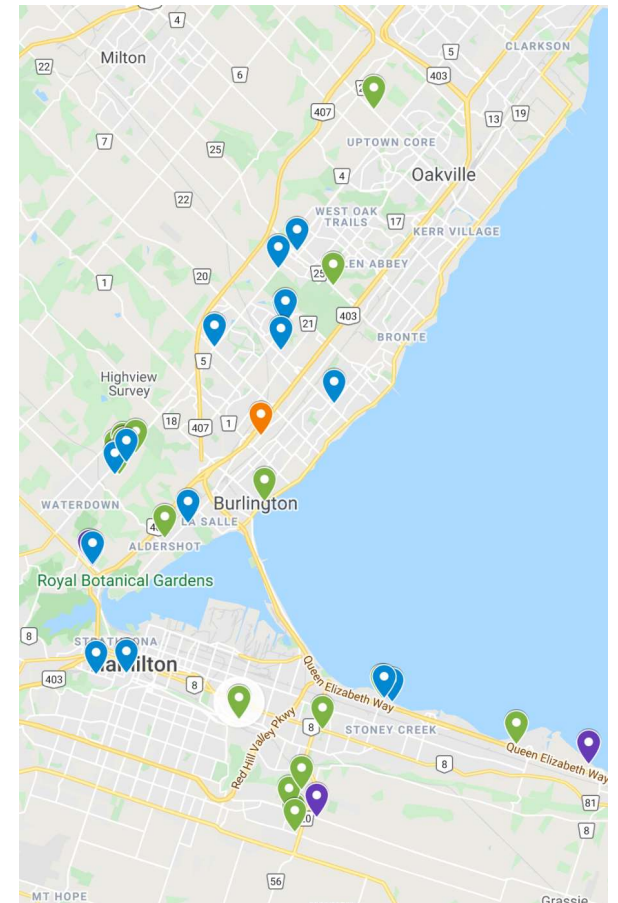 4
Milton
5
CLARKSON
22
6
403
407
13
19
7
UPTOWN CORE
25
4
Oakville
22
WEST OAK
TRAILS
17
KERR VILLAGE
20
1
403
21
BRONTE
5
Highview
Survey
18
407
1
WATERDOWN
Burlington
LA SALLE
ALDERSHOT
Royal Botanical Gardens
8
403
8
Queen Elizabeth Way
Red Hill Valley Pkwy
8
STONEY CREEK
8
Queen Elizabeth Way
81
8
56
MT HOPE
Grassie